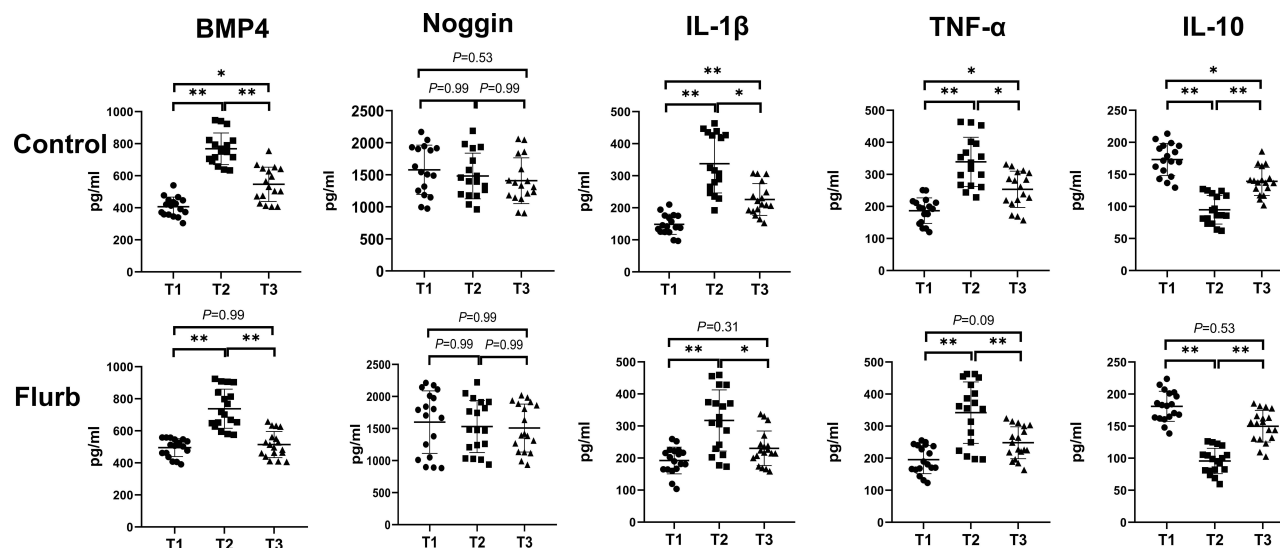 BMP4
Noggin
IL-1β
TNF-α
IL-10
Control
*
** **
pg/ml
1000
800
600
400
200
0
T1 T2 T3
P=0.53
P=0.99 P=0.99
pg/ml
2500
2000
1500
1000
500
0
T1 T2 T3
**
** *
pg/ml
500
400
300
200
100
0
T1 T2 T3
*
** *
pg/ml
500
400
300
200
100
0
T1 T2 T3
*
** **
pg/ml
250
200
150
100
50
0
T1 T2 T3
Flurb
P=0.99
** **
pg/ml
1000
800
600
400
200
0
T1 T2 T3
P=0.99
P=0.99 P=0.99
pg/ml
2500
2000
1500
1000
500
0
T1 T2 T3
P=0.31
** *
pg/ml
500
400
300
200
100
0
T1 T2 T3
P=0.09
** **
pg/ml
500
400
300
200
100
0
T1 T2 T3
P=0.53
** **
pg/ml
250
200
150
100
50
0
T1 T2 T3